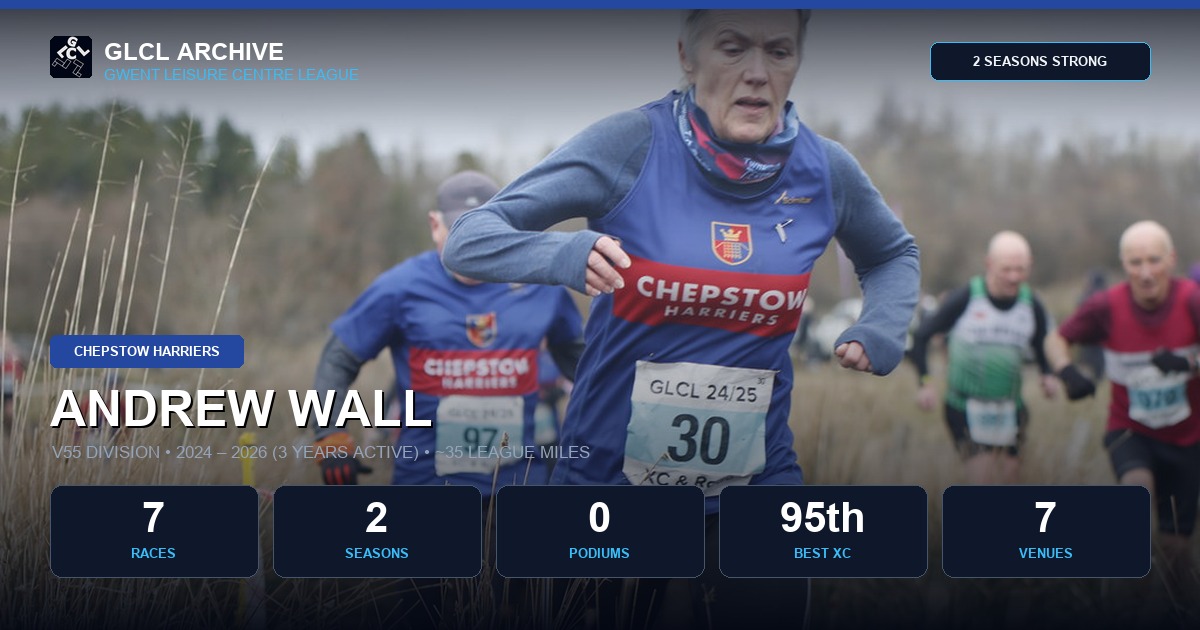 GLCL ARCHIVE
GWENT LEISURE CENTRE LEAGUE
2 SEASONS STRONG
CHEPSTOW
HARRIERS
GLCL 24/25
30
XC &
CHEPSTOW
HARRIERS
97
CHEPSTOW HARRIERS
ANDREW WALL
V55 DIVISION • 2024 – 2026 (3 YEARS ACTIVE) • ~35 LEAGUE MILES
7
RACES
2
SEASONS
0
PODIUMS
95th
BEST XC
7
VENUES